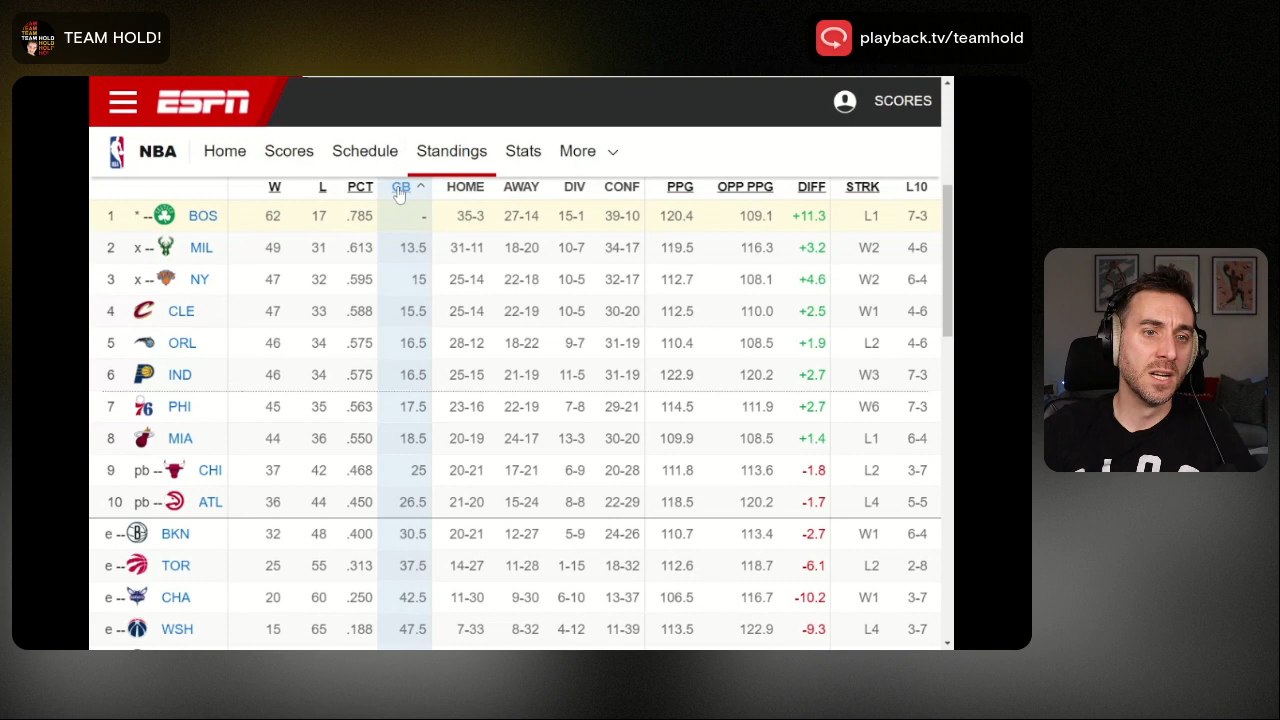 TEAM HOLD!
playback.tv/teamhold
ESPN
SCORES
NBA Home Scores Schedule Standings Stats More
W L PCT GB HOME AWAY DIV CONF PPG OPP PPG DIFF STRK L10
1 * -- BOS 62 17 .785 - 35-3 27-14 15-1 39-10 120.4 109.1 +11.3 L1 7-3
2 x -- MIL 49 31 .613 13.5 31-11 18-20 10-7 34-17 119.5 116.3 +3.2 W2 4-6
3 x -- NY 47 32 .595 15 25-14 22-18 10-5 32-17 112.7 108.1 +4.6 W2 6-4
4 CLE 47 33 .588 15.5 25-14 22-19 10-5 30-20 112.5 110.0 +2.5 W1 4-6
5 ORL 46 34 .575 16.5 28-12 18-22 9-7 31-19 110.4 108.5 +1.9 L2 4-6
6 IND 46 34 .575 16.5 25-15 21-19 11-5 31-19 122.9 120.2 +2.7 W3 7-3
7 PHI 45 35 .563 17.5 23-16 22-19 7-8 29-21 114.5 111.9 +2.7 W6 7-3
8 MIA 44 36 .550 18.5 20-19 24-17 13-3 30-20 109.9 108.5 +1.4 L1 6-4
9 pb -- CHI 37 42 .468 25 20-21 17-21 6-9 20-28 111.8 113.6 -1.8 L2 3-7
10 pb -- ATL 36 44 .450 26.5 21-20 15-24 8-8 22-29 118.5 120.2 -1.7 L4 5-5
e -- BKN 32 48 .400 30.5 20-21 12-27 5-9 24-26 110.7 113.4 -2.7 W1 6-4
e -- TOR 25 55 .313 37.5 14-27 11-28 1-15 18-32 112.6 118.7 -6.1 L2 2-8
e -- CHA 20 60 .250 42.5 11-30 9-30 6-10 13-37 106.5 116.7 -10.2 W1 3-7
e -- WSH 15 65 .188 47.5 7-33 8-32 4-12 11-39 113.5 122.9 -9.3 L4 3-7